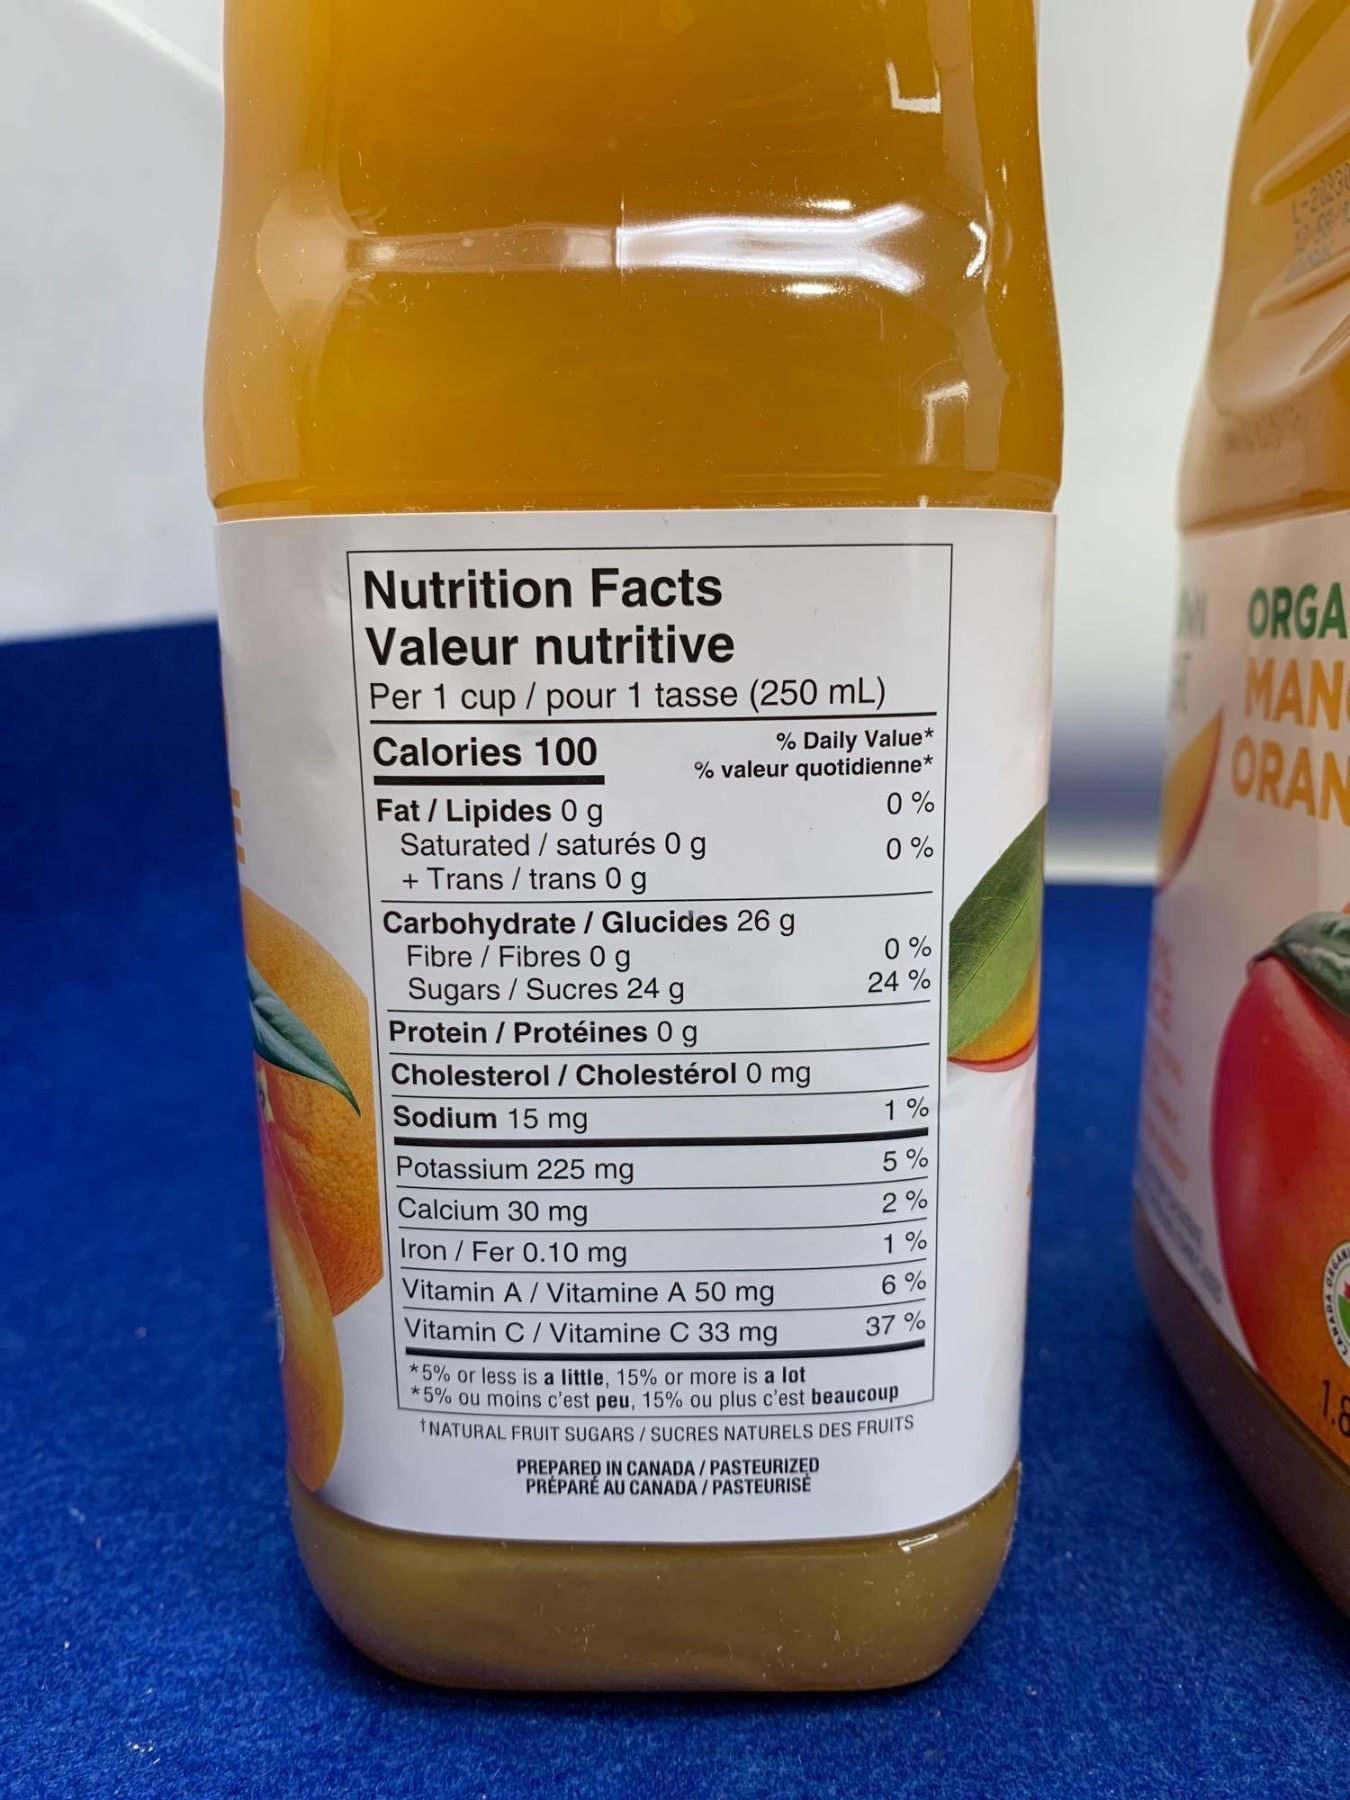 Nutrition Facts
Valeur nutritive
Per 1 cup / pour 1 tasse (250 mL)
Calories 100
% Daily Value*
% valeur quotidienne*
Fat / Lipides 0 g 0 %
Saturated / saturés 0 g 0 %
+ Trans / trans 0 g
Carbohydrate / Glucides 26 g
Fibre / Fibres 0 g 0 %
Sugars / Sucres 24 g 24 %
Protein / Protéines 0 g
Cholesterol / Cholestérol 0 mg
Sodium 15 mg 1 %
Potassium 225 mg 5 %
Calcium 30 mg 2 %
Iron / Fer 0.10 mg 1 %
Vitamin A / Vitamine A 50 mg 6 %
Vitamin C / Vitamine C 33 mg 37 %
*5% or less is a little, 15% or more is a lot
*5% ou moins c'est peu, 15% ou plus c'est beaucoup
†NATURAL FRUIT SUGARS / SUCRES NATURELS DES FRUITS
PREPARED IN CANADA / PASTEURIZED
PRÉPARÉ AU CANADA / PASTEURISÉ
ORGA
MAN
ORAN
CANADA ORGANI
1.8